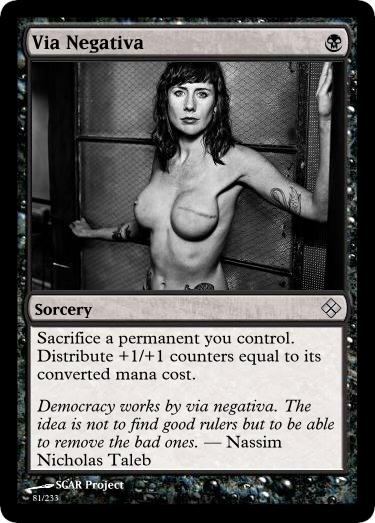 Via Negativa
Sorcery
Sacrifice a permanent you control.
Distribute +1/+1 counters equal to its
converted mana cost.
Democracy works by via negativa. The
idea is not to find good rulers but to be able
to remove the bad ones. — Nassim
Nicholas Taleb
SCAR Project
81/233